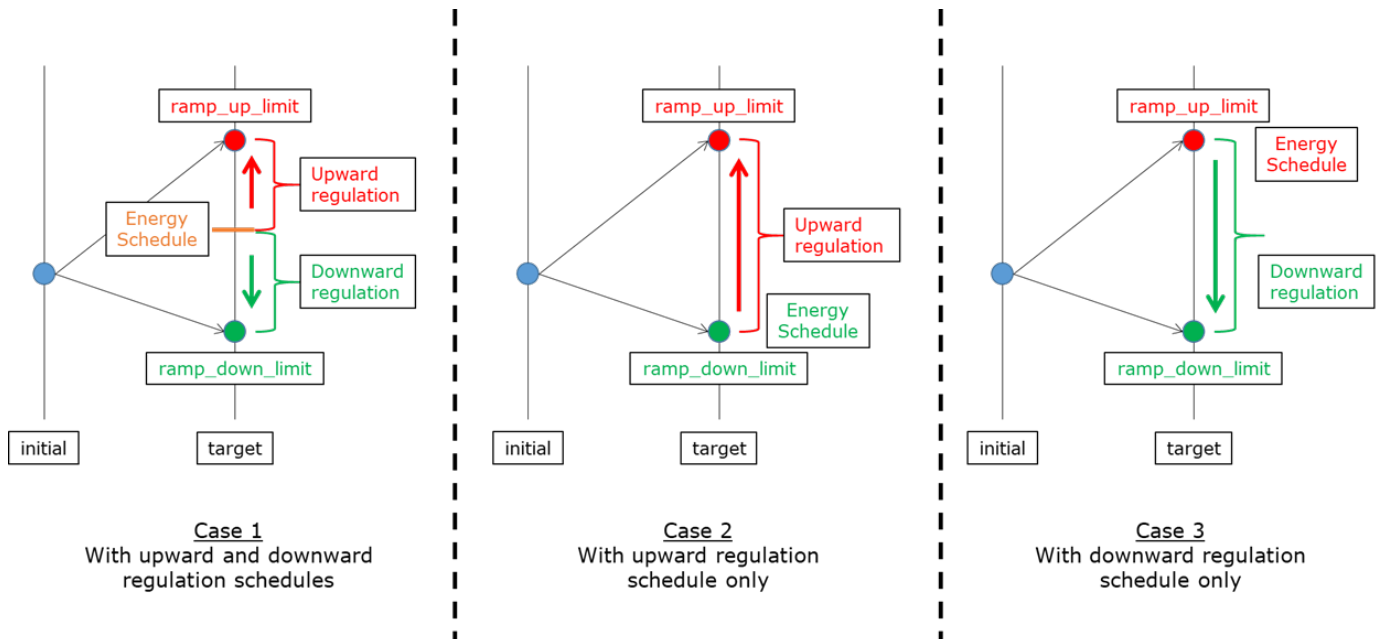 ramp_up_limit
Upward
regulation
Energy
Schedule
Downward
regulation
ramp_down_limit
initial
target
Case 1
With upward and downward
regulation schedules
ramp_up_limit
Upward
regulation
Energy
Schedule
ramp_down_limit
initial
target
Case 2
With upward regulation
schedule only
ramp_up_limit
Energy
Schedule
Downward
regulation
ramp_down_limit
initial
target
Case 3
With downward regulation
schedule only